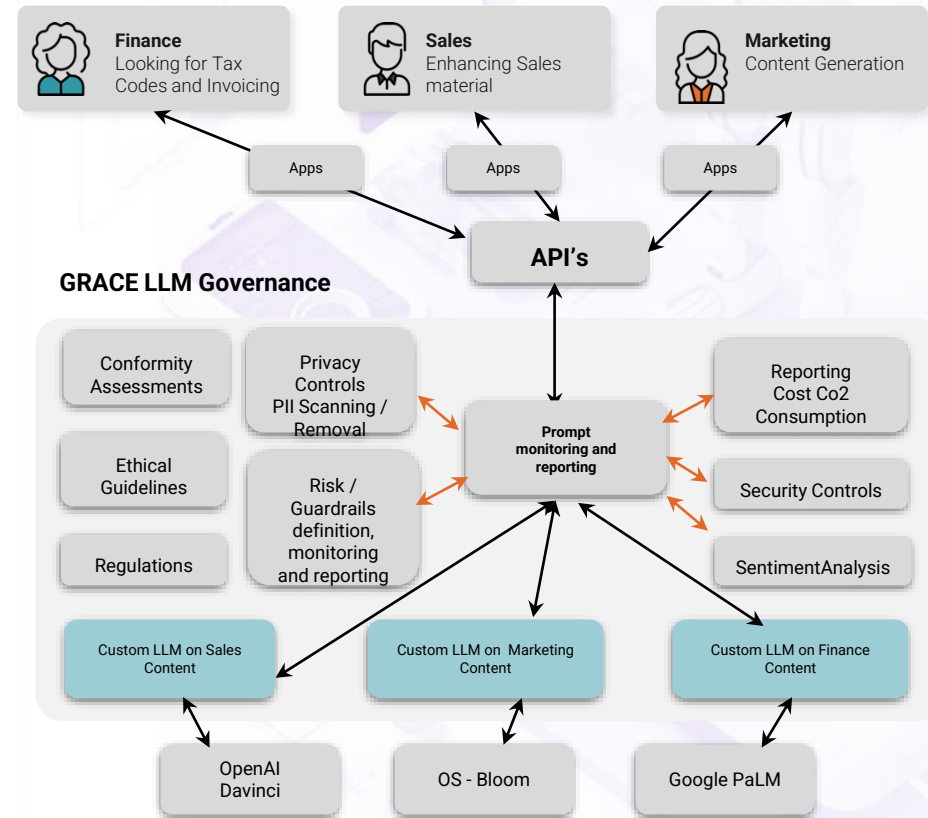 Finance
Looking for Tax
Codes and Invoicing
Sales
Enhancing Sales
material
Marketing
Content Generation
Apps
Apps
Apps
API's
GRACE LLM Governance
Conformity
Assessments
Privacy
Controls
PII Scanning /
Removal
Reporting
Cost Co2
Consumption
Prompt
monitoring and
reporting
Ethical
Guidelines
Risk /
Guardrails
definition,
monitoring
and reporting
Security Controls
Regulations
SentimentAnalysis
Custom LLM on Sales
Content
Custom LLM on Marketing
Content
Custom LLM on Finance
Content
OpenAI
Davinci
OS - Bloom
Google PaLM